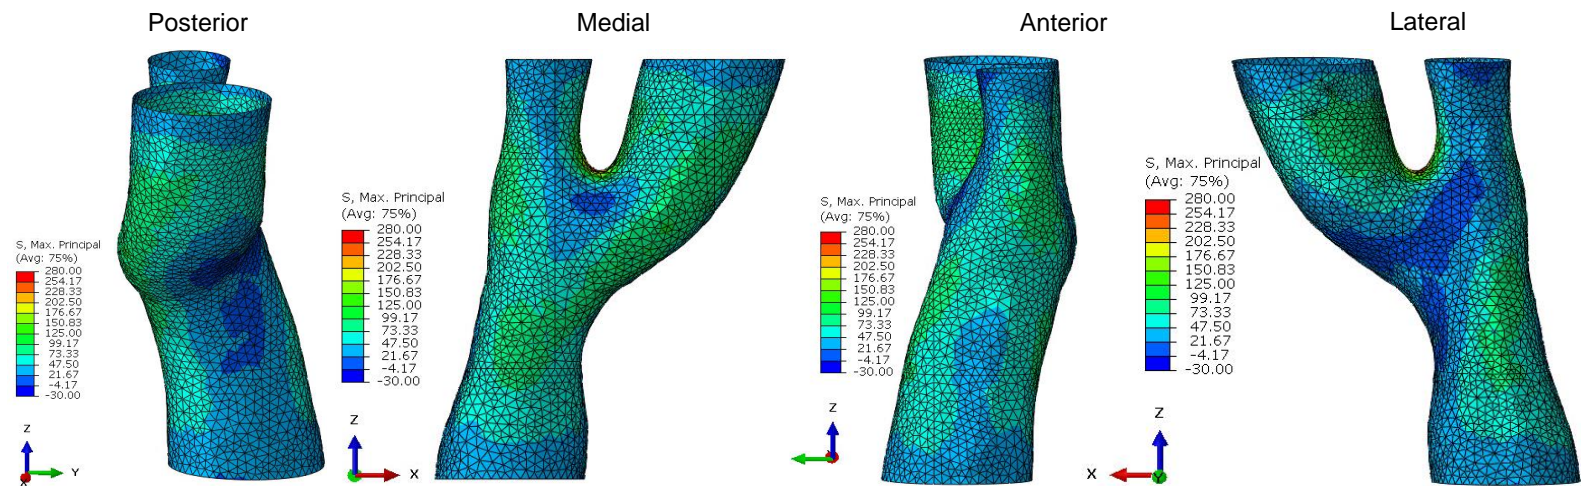 Posterior
Medial
Anterior
Lateral
S, Max. Principal
(Avg: 75%)
280.00
254.17
228.33
202.50
176.67
150.83
125.00
99.17
73.33
47.50
21.67
-4.17
-30.00
Z
Y
X
S, Max. Principal
(Avg: 75%)
280.00
254.17
228.33
202.50
176.67
150.83
125.00
99.17
73.33
47.50
21.67
-4.17
-30.00
Z
X
S, Max. Principal
(Avg: 75%)
280.00
254.17
228.33
202.50
176.67
150.83
125.00
99.17
73.33
47.50
21.67
-4.17
-30.00
Z
S, Max. Principal
(Avg: 75%)
280.00
254.17
228.33
202.50
176.67
150.83
125.00
99.17
73.33
47.50
21.67
-4.17
-30.00
Z
X
Y